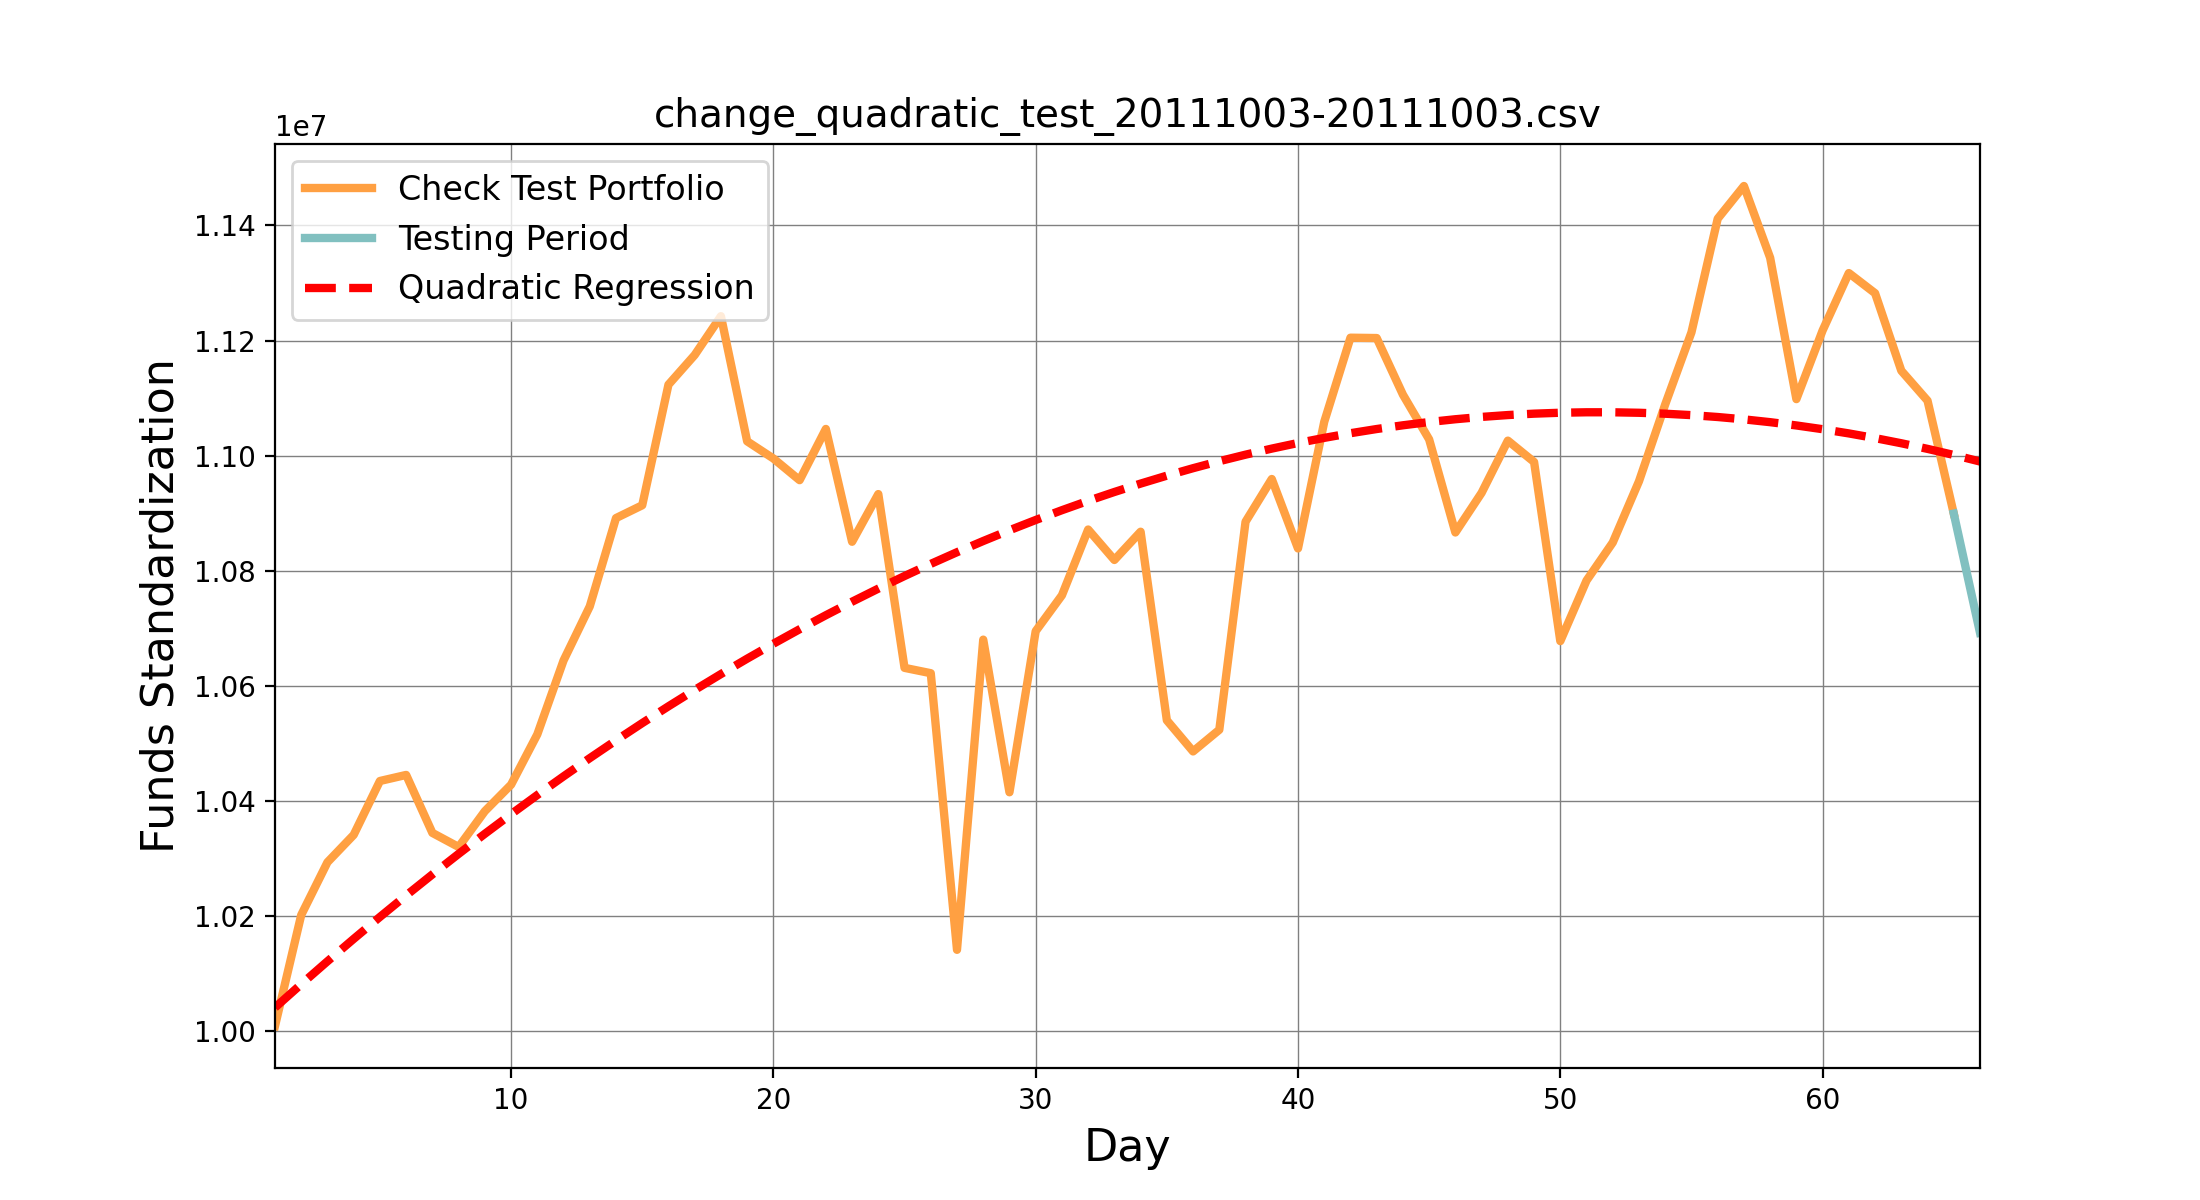 change_quadratic_test_20111003-20111003.csv
1e7
Check Test Portfolio
Testing Period
Quadratic Regression
Funds Standardization
1.14
1.12
1.10
1.08
1.06
1.04
1.02
1.00
10 20 30 40 50 60
Day